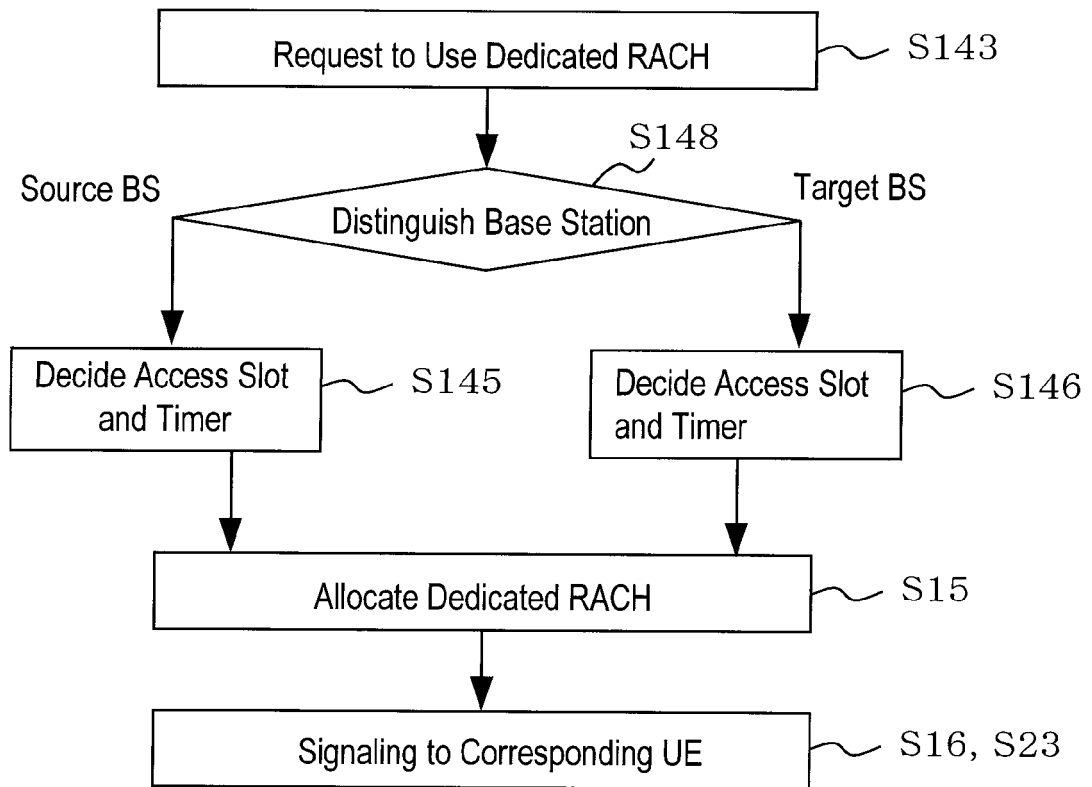 Request to Use Dedicated RACH
S143
S148
Source BS
Target BS
Distinguish Base Station
Decide Access Slot
and Timer
S145
Decide Access Slot
and Timer
S146
Allocate Dedicated RACH
S15
Signaling to Corresponding UE
S16, S23